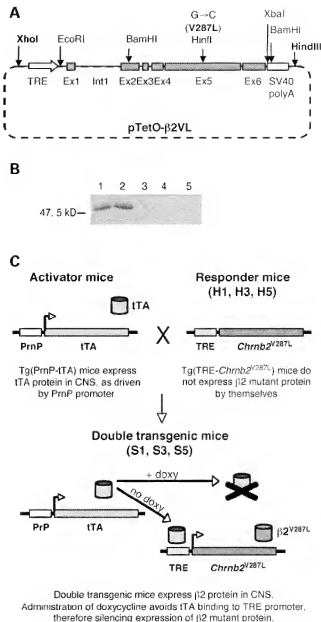 A
G→C
(V287L)
XbaI
XhoI
EcoRI
BamHI
HinfI
BamHI
HindIII
TRE
Ex1
Int1
Ex2
Ex3
Ex4
Ex5
Ex6
SV40
polyA
pTetO-β2VL
B
1 2 3 4 5
47. 5 kD
C
Activator mice
Responder mice
(H1, H3, H5)
tTA
PrnP
tTA
X
TRE
Chrnb2V287L
Tg(PrnP-tTA) mice express
tTA protein in CNS, as driven
by PrnP promoter
Tg(TRE-Chrnb2V287L) mice do
not express β2 mutant protein
by themselves
Double transgenic mice
(S1, S3, S5)
tTA
+ doxy
no doxy
PrP
tTA
β2V287L
TRE
Chrnb2V287L
Double transgenic mice express β2 protein in CNS.
Administration of doxycycline avoids tTA binding to TRE promoter,
therefore silencing expression of β2 mutant protein.